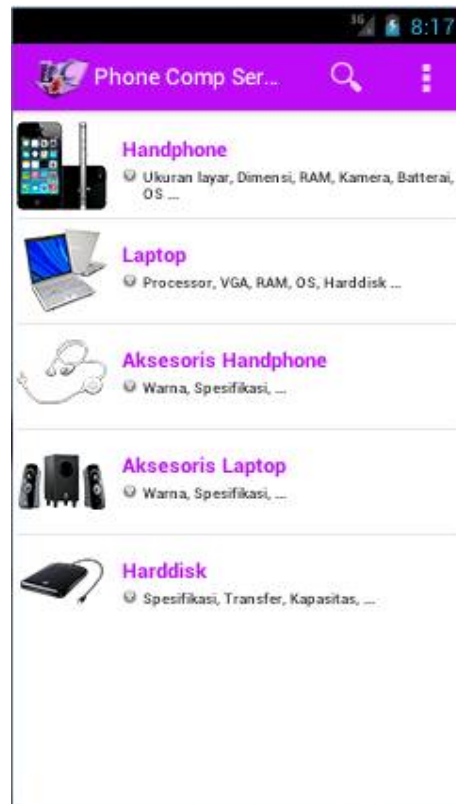 3G 8:17
Phone Comp Ser...
Handphone
Ukuran layar, Dimensi, RAM, Kamera, Batterai,
OS ...
Laptop
Processor, VGA, RAM, OS, Harddisk ...
Aksesoris Handphone
Warna, Spesifikasi, ...
Aksesoris Laptop
Warna, Spesifikasi, ...
Harddisk
Spesifikasi, Transfer, Kapasitas, ...